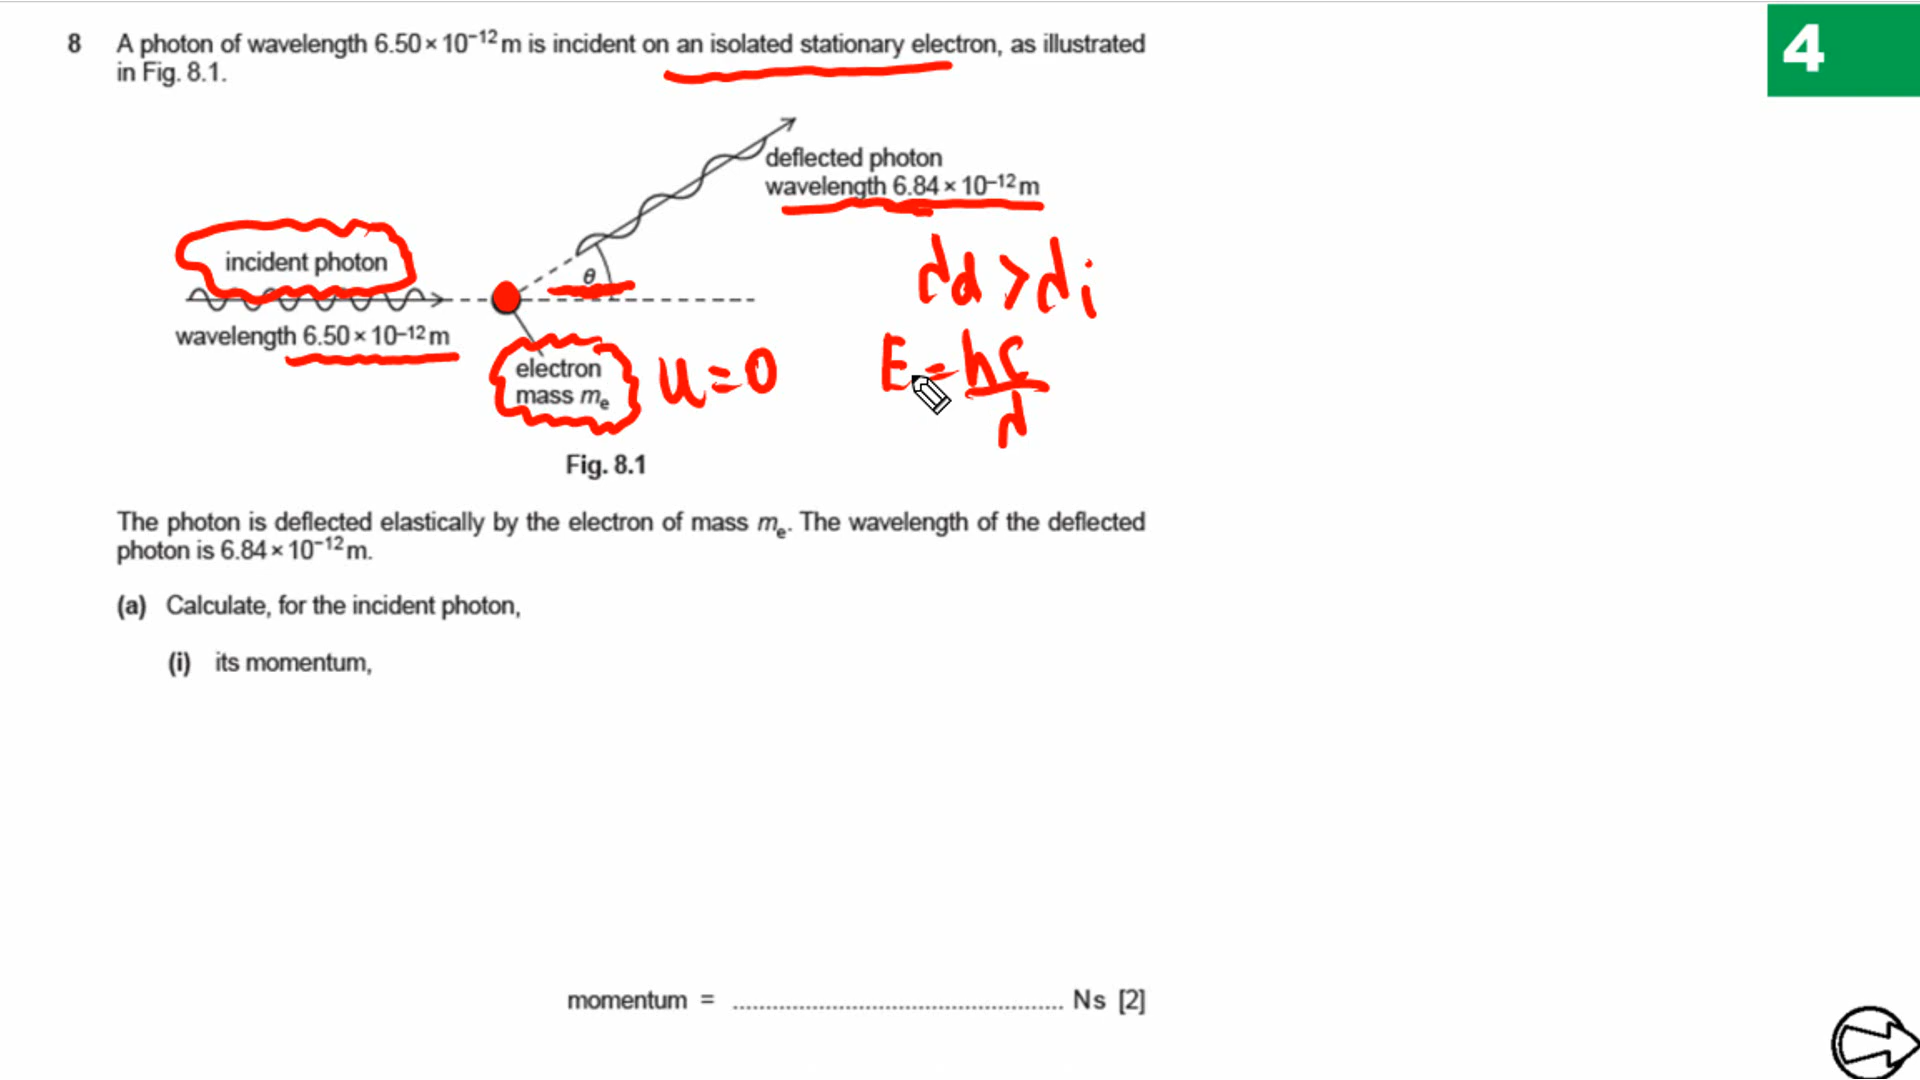 4
8 A photon of wavelength 6.50 × 10⁻¹² m is incident on an isolated stationary electron, as illustrated
in Fig. 8.1.
deflected photon
wavelength 6.84 × 10⁻¹² m
incident photon
θ
λd > λi
wavelength 6.50 × 10⁻¹² m
electron
mass mₑ
u = 0
E = hc/λ
Fig. 8.1
The photon is deflected elastically by the electron of mass mₑ. The wavelength of the deflected
photon is 6.84 × 10⁻¹² m.
(a) Calculate, for the incident photon,
(i) its momentum,
momentum = ................................................ Ns [2]